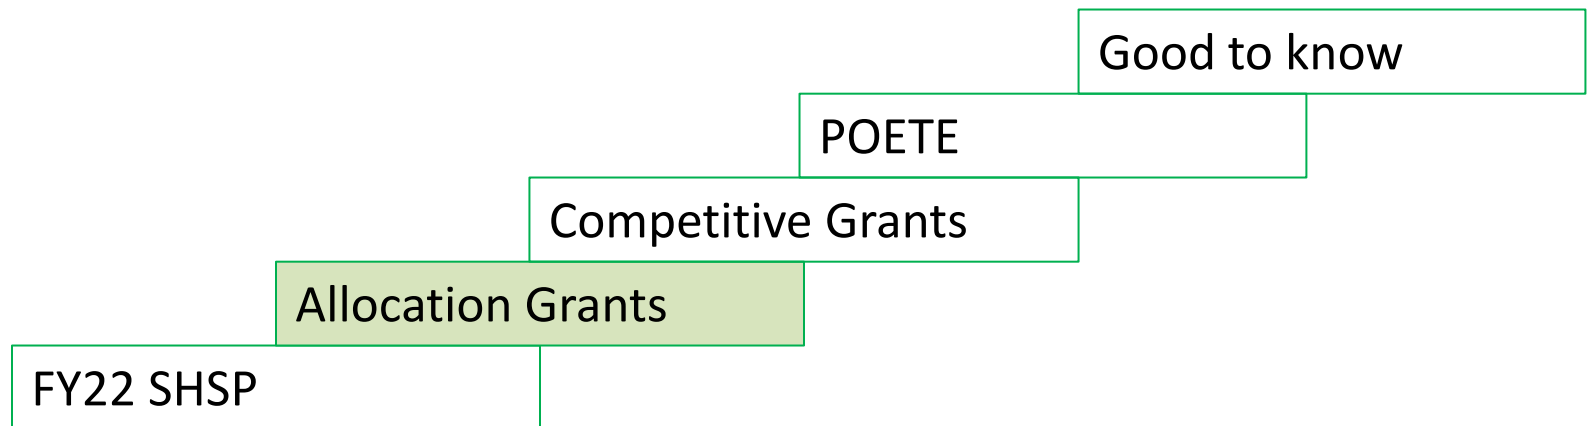 Good to know
POETE
Competitive Grants
Allocation Grants
FY22 SHSP